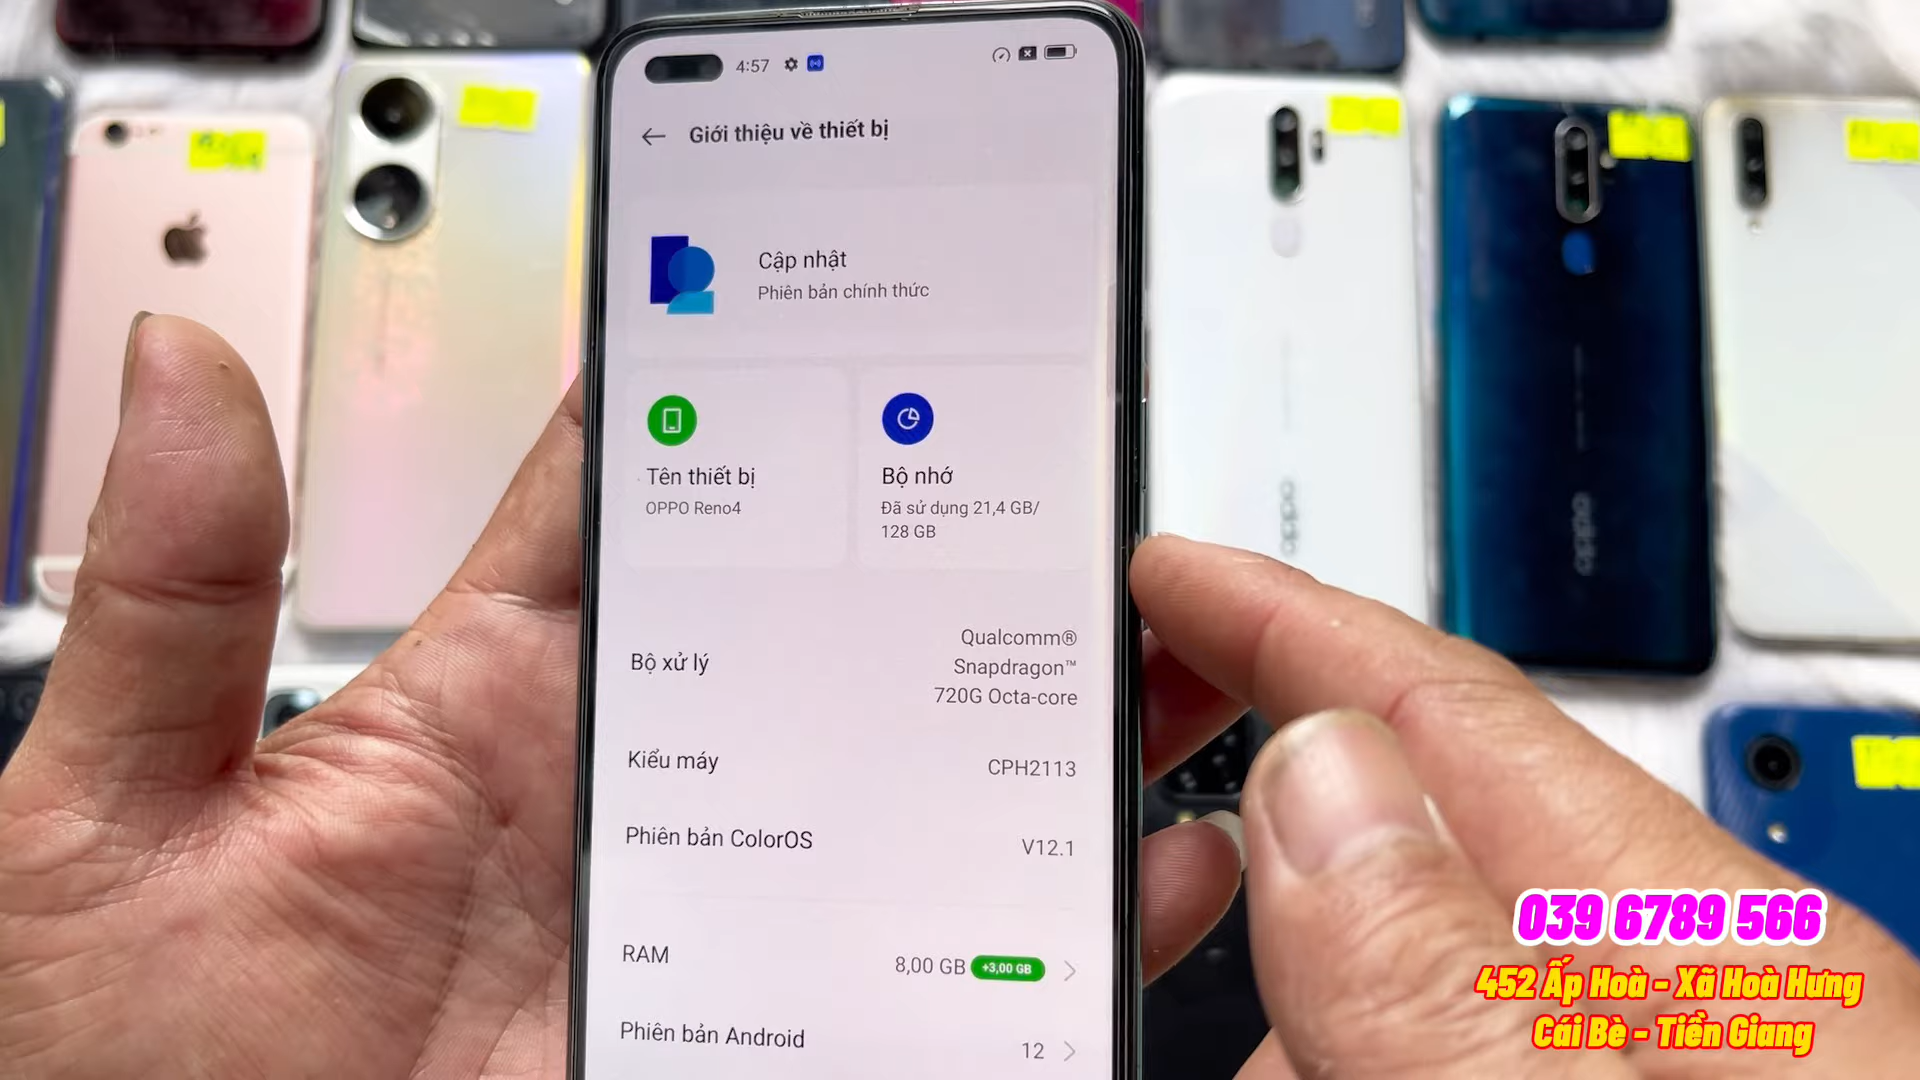 4:57
Giới thiệu về thiết bị
Cập nhật
Phiên bản chính thức
Tên thiết bị
OPPO Reno4
Bộ nhớ
Đã sử dụng 21,4 GB/
128 GB
Bộ xử lý
Qualcomm®
Snapdragon™
720G Octa-core
Kiểu máy
CPH2113
Phiên bản ColorOS
V12.1
RAM
8,00 GB
+3,00 GB
Phiên bản Android
12
oppo
oppo
039 6789 566
452 Ấp Hoà - Xã Hoà Hưng
Cái Bè - Tiền Giang